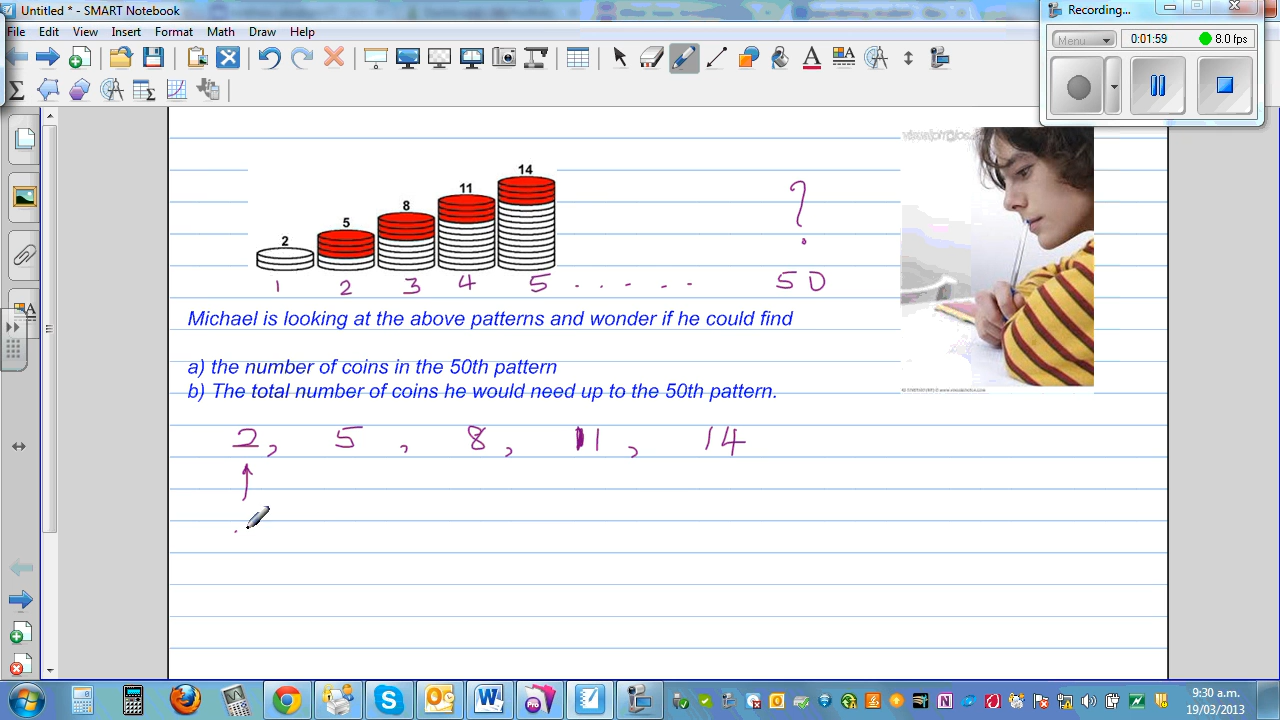 Untitled * - SMART Notebook
Recording...
File Edit View Insert Format Math Draw Help
Menu 0:01:59 8.0 fps
2 5 8 11 14
?
1 2 3 4 5 . . . . . 50
Michael is looking at the above patterns and wonder if he could find
a) the number of coins in the 50th pattern
b) The total number of coins he would need up to the 50th pattern.
2, 5, 8, 11, 14
9:30 a.m.
19/03/2013